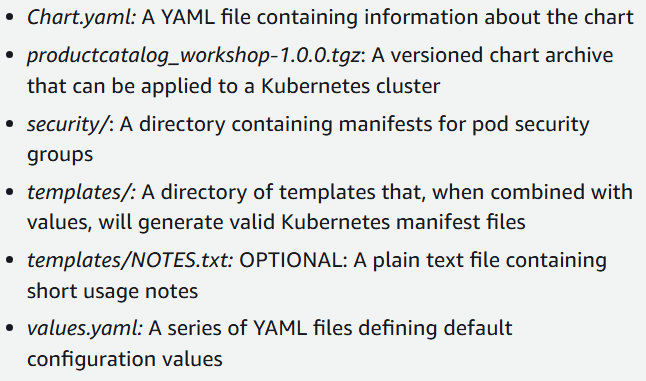 • Chart.yaml: A YAML file containing information about the chart
• productcatalog_workshop-1.0.0.tgz: A versioned chart archive
that can be applied to a Kubernetes cluster
• security/: A directory containing manifests for pod security
groups
• templates/: A directory of templates that, when combined with
values, will generate valid Kubernetes manifest files
• templates/NOTES.txt: OPTIONAL: A plain text file containing
short usage notes
• values.yaml: A series of YAML files defining default
configuration values